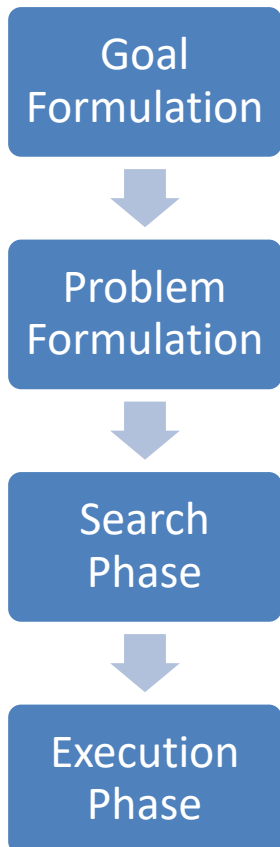 Goal
Formulation
Problem
Formulation
Search
Phase
Execution
Phase